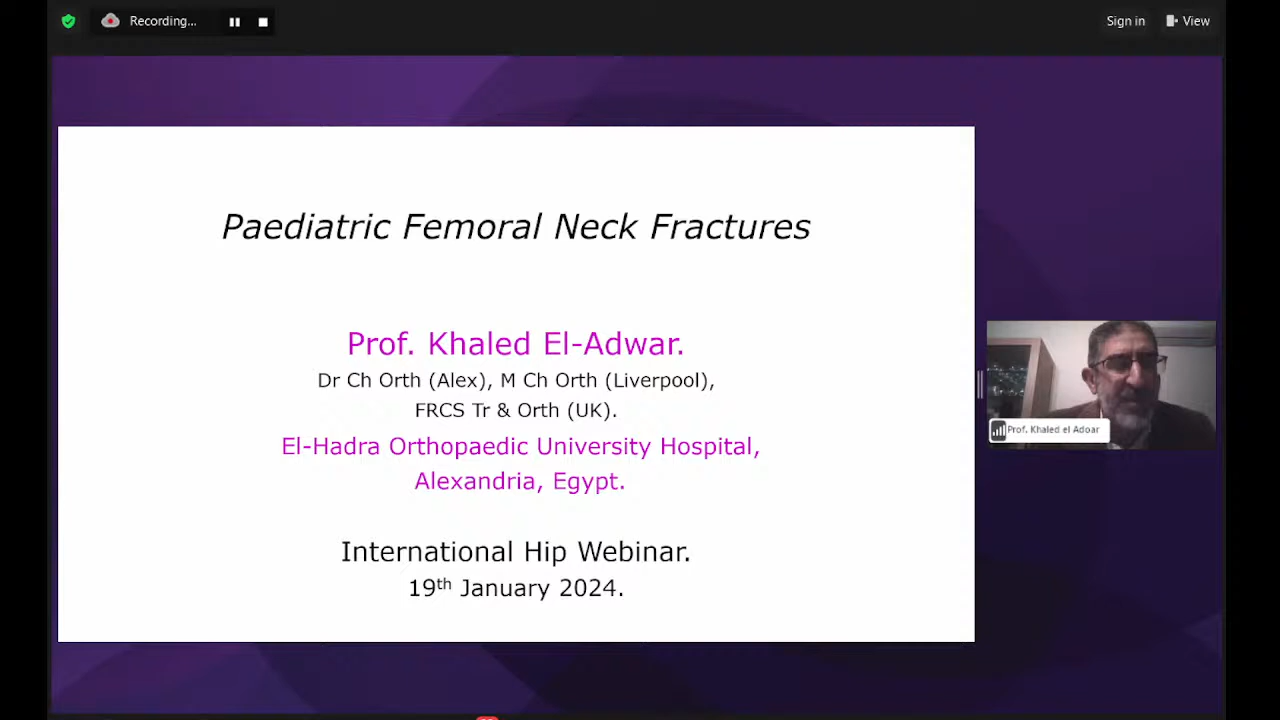 Recording...
Sign in
View
Paediatric Femoral Neck Fractures
Prof. Khaled El-Adwar.
Dr Ch Orth (Alex), M Ch Orth (Liverpool),
FRCS Tr & Orth (UK).
El-Hadra Orthopaedic University Hospital,
Alexandria, Egypt.
International Hip Webinar.
19th January 2024.
Prof. Khaled el Adoar